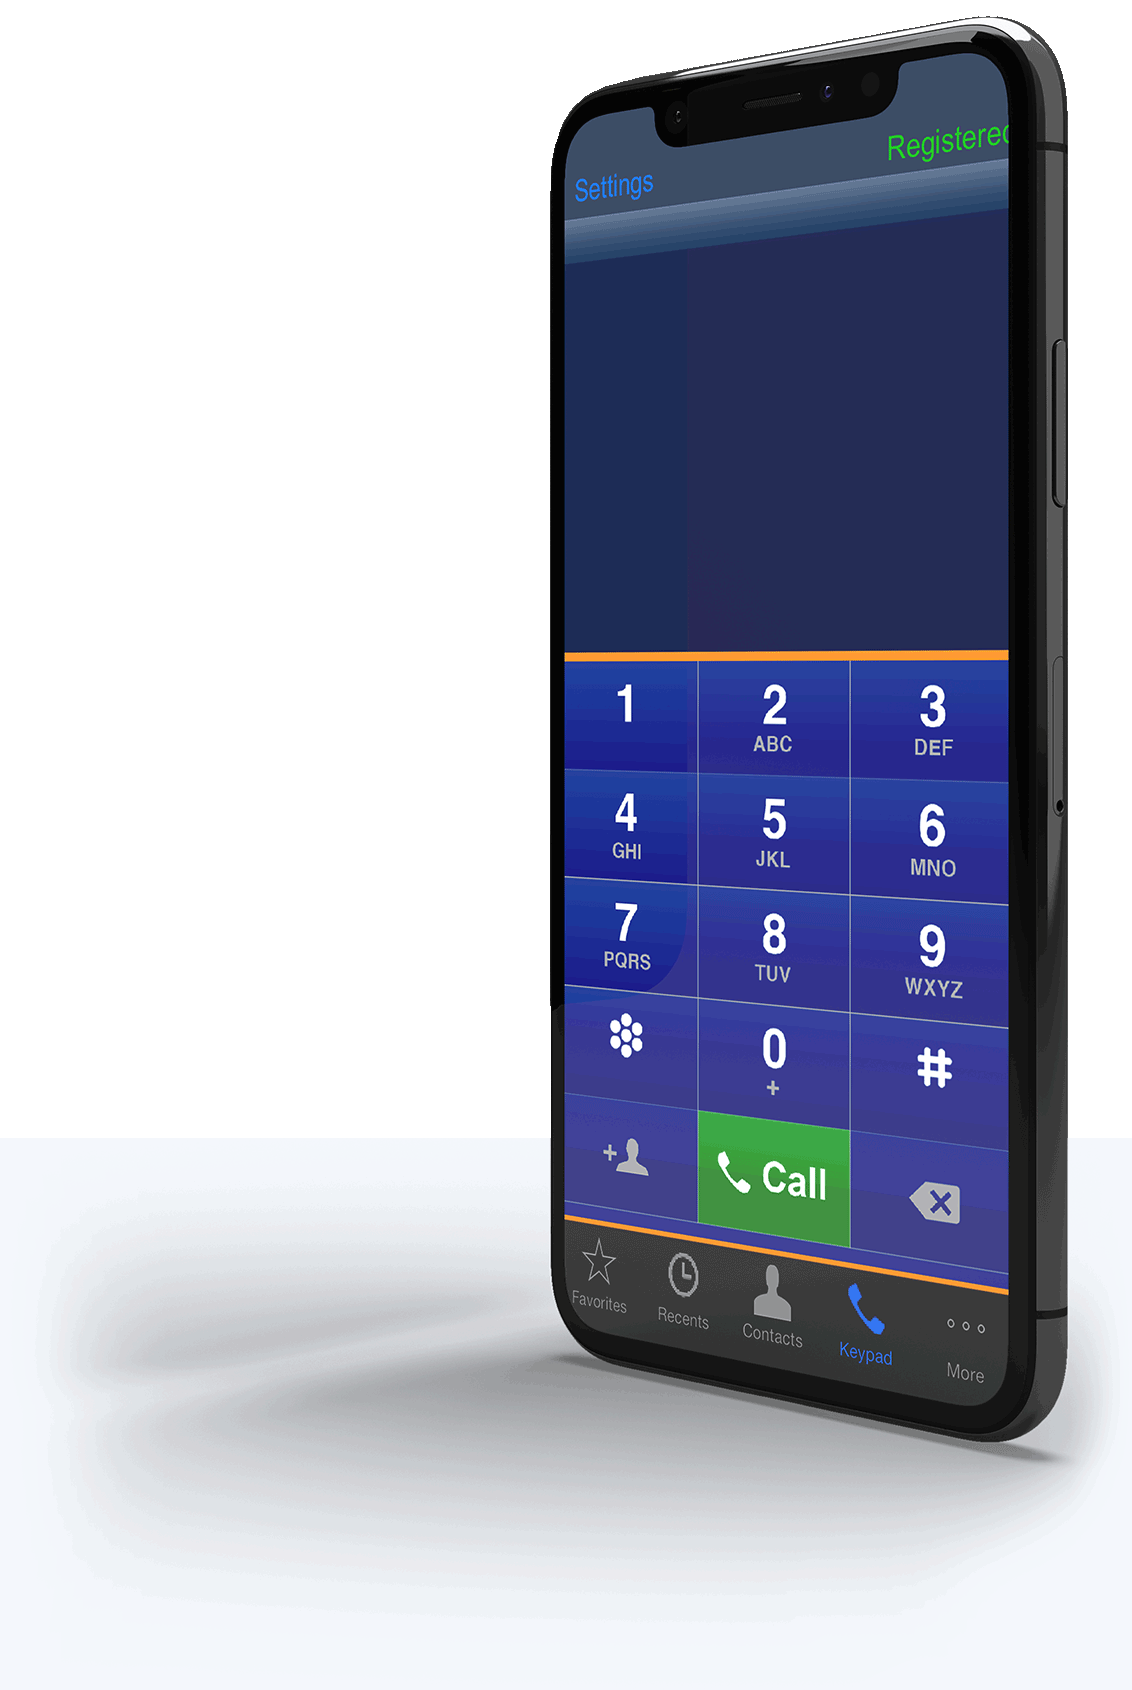 Registered
Settings
1
2
ABC
3
DEF
4
GHI
5
JKL
6
MNO
7
PQRS
8
TUV
9
WXYZ
0
+
#
+
Call
Favorites
Recents
Contacts
Keypad
More